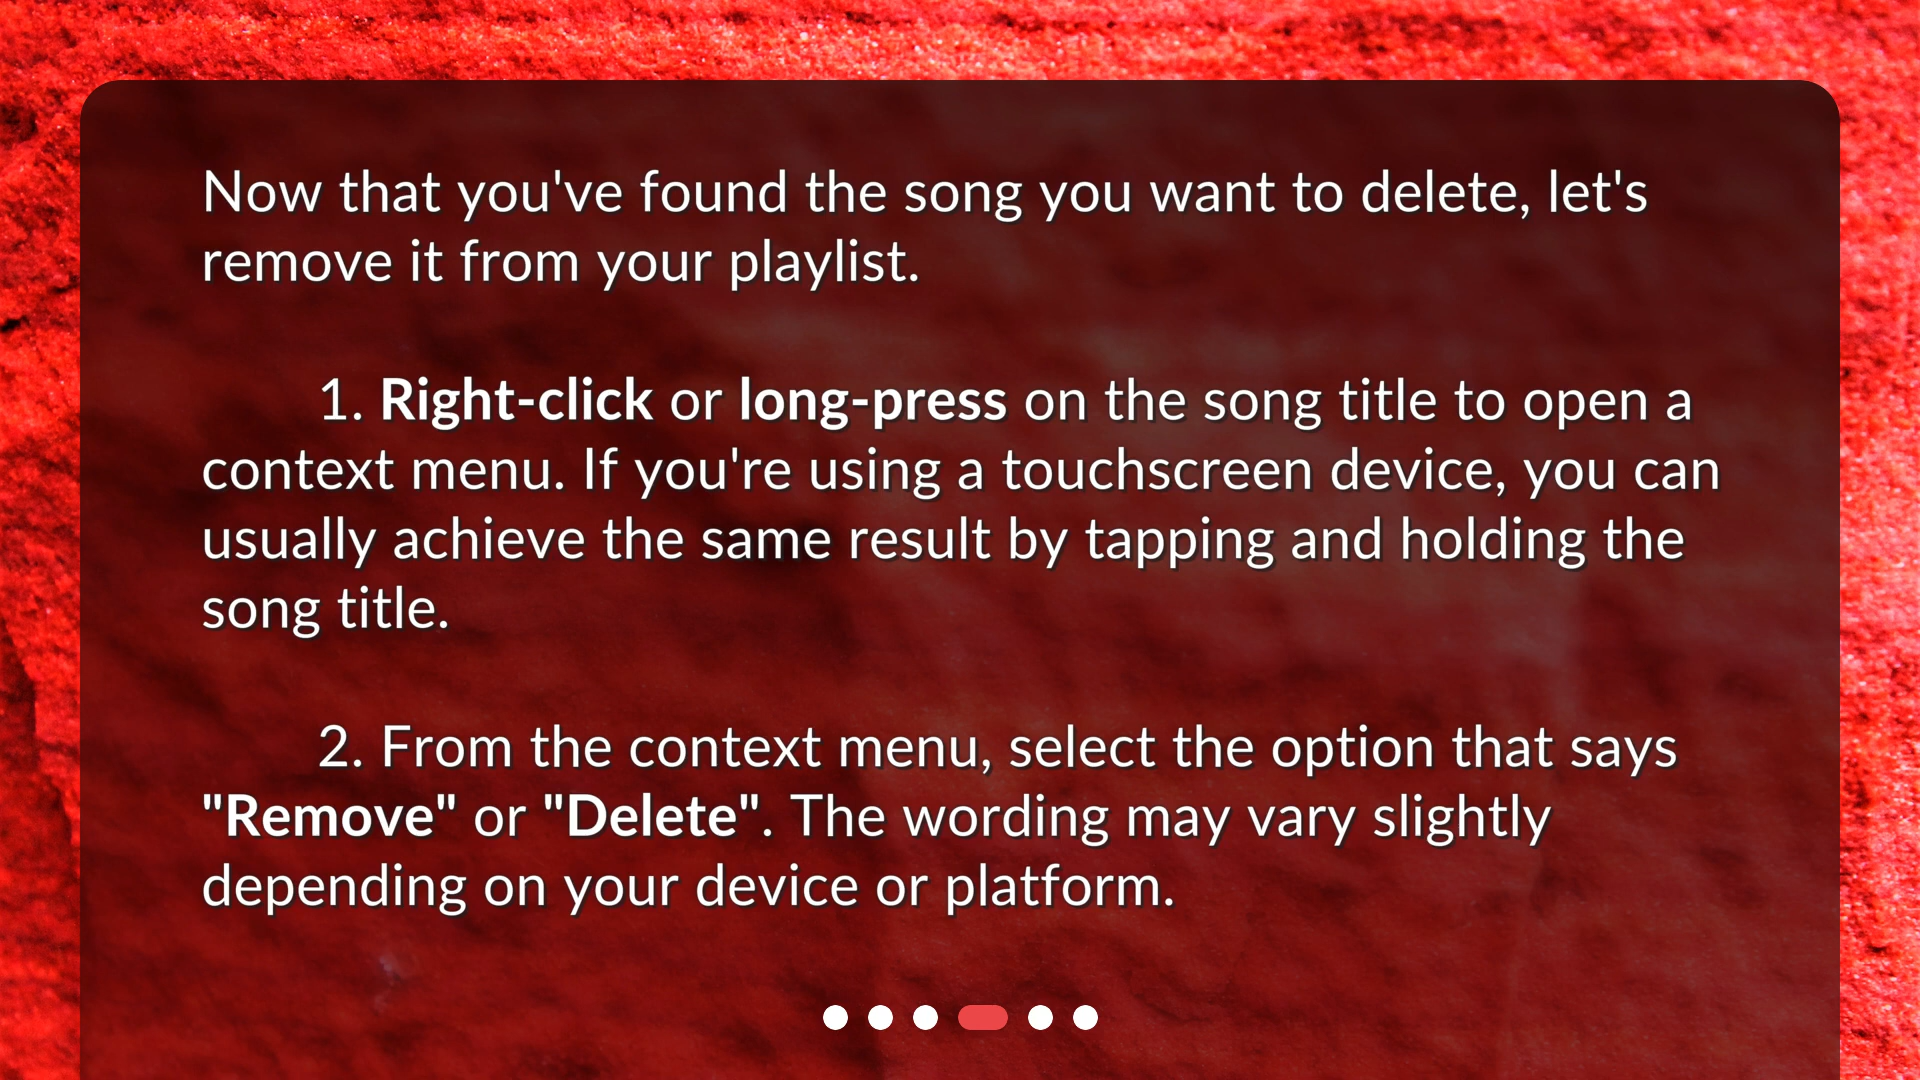 Now that you've found the song you want to delete, let's
remove it from your playlist.
1. Right-click or long-press on the song title to open a
context menu. If you're using a touchscreen device, you can
usually achieve the same result by tapping and holding the
song title.
2. From the context menu, select the option that says
"Remove" or "Delete". The wording may vary slightly
depending on your device or platform.